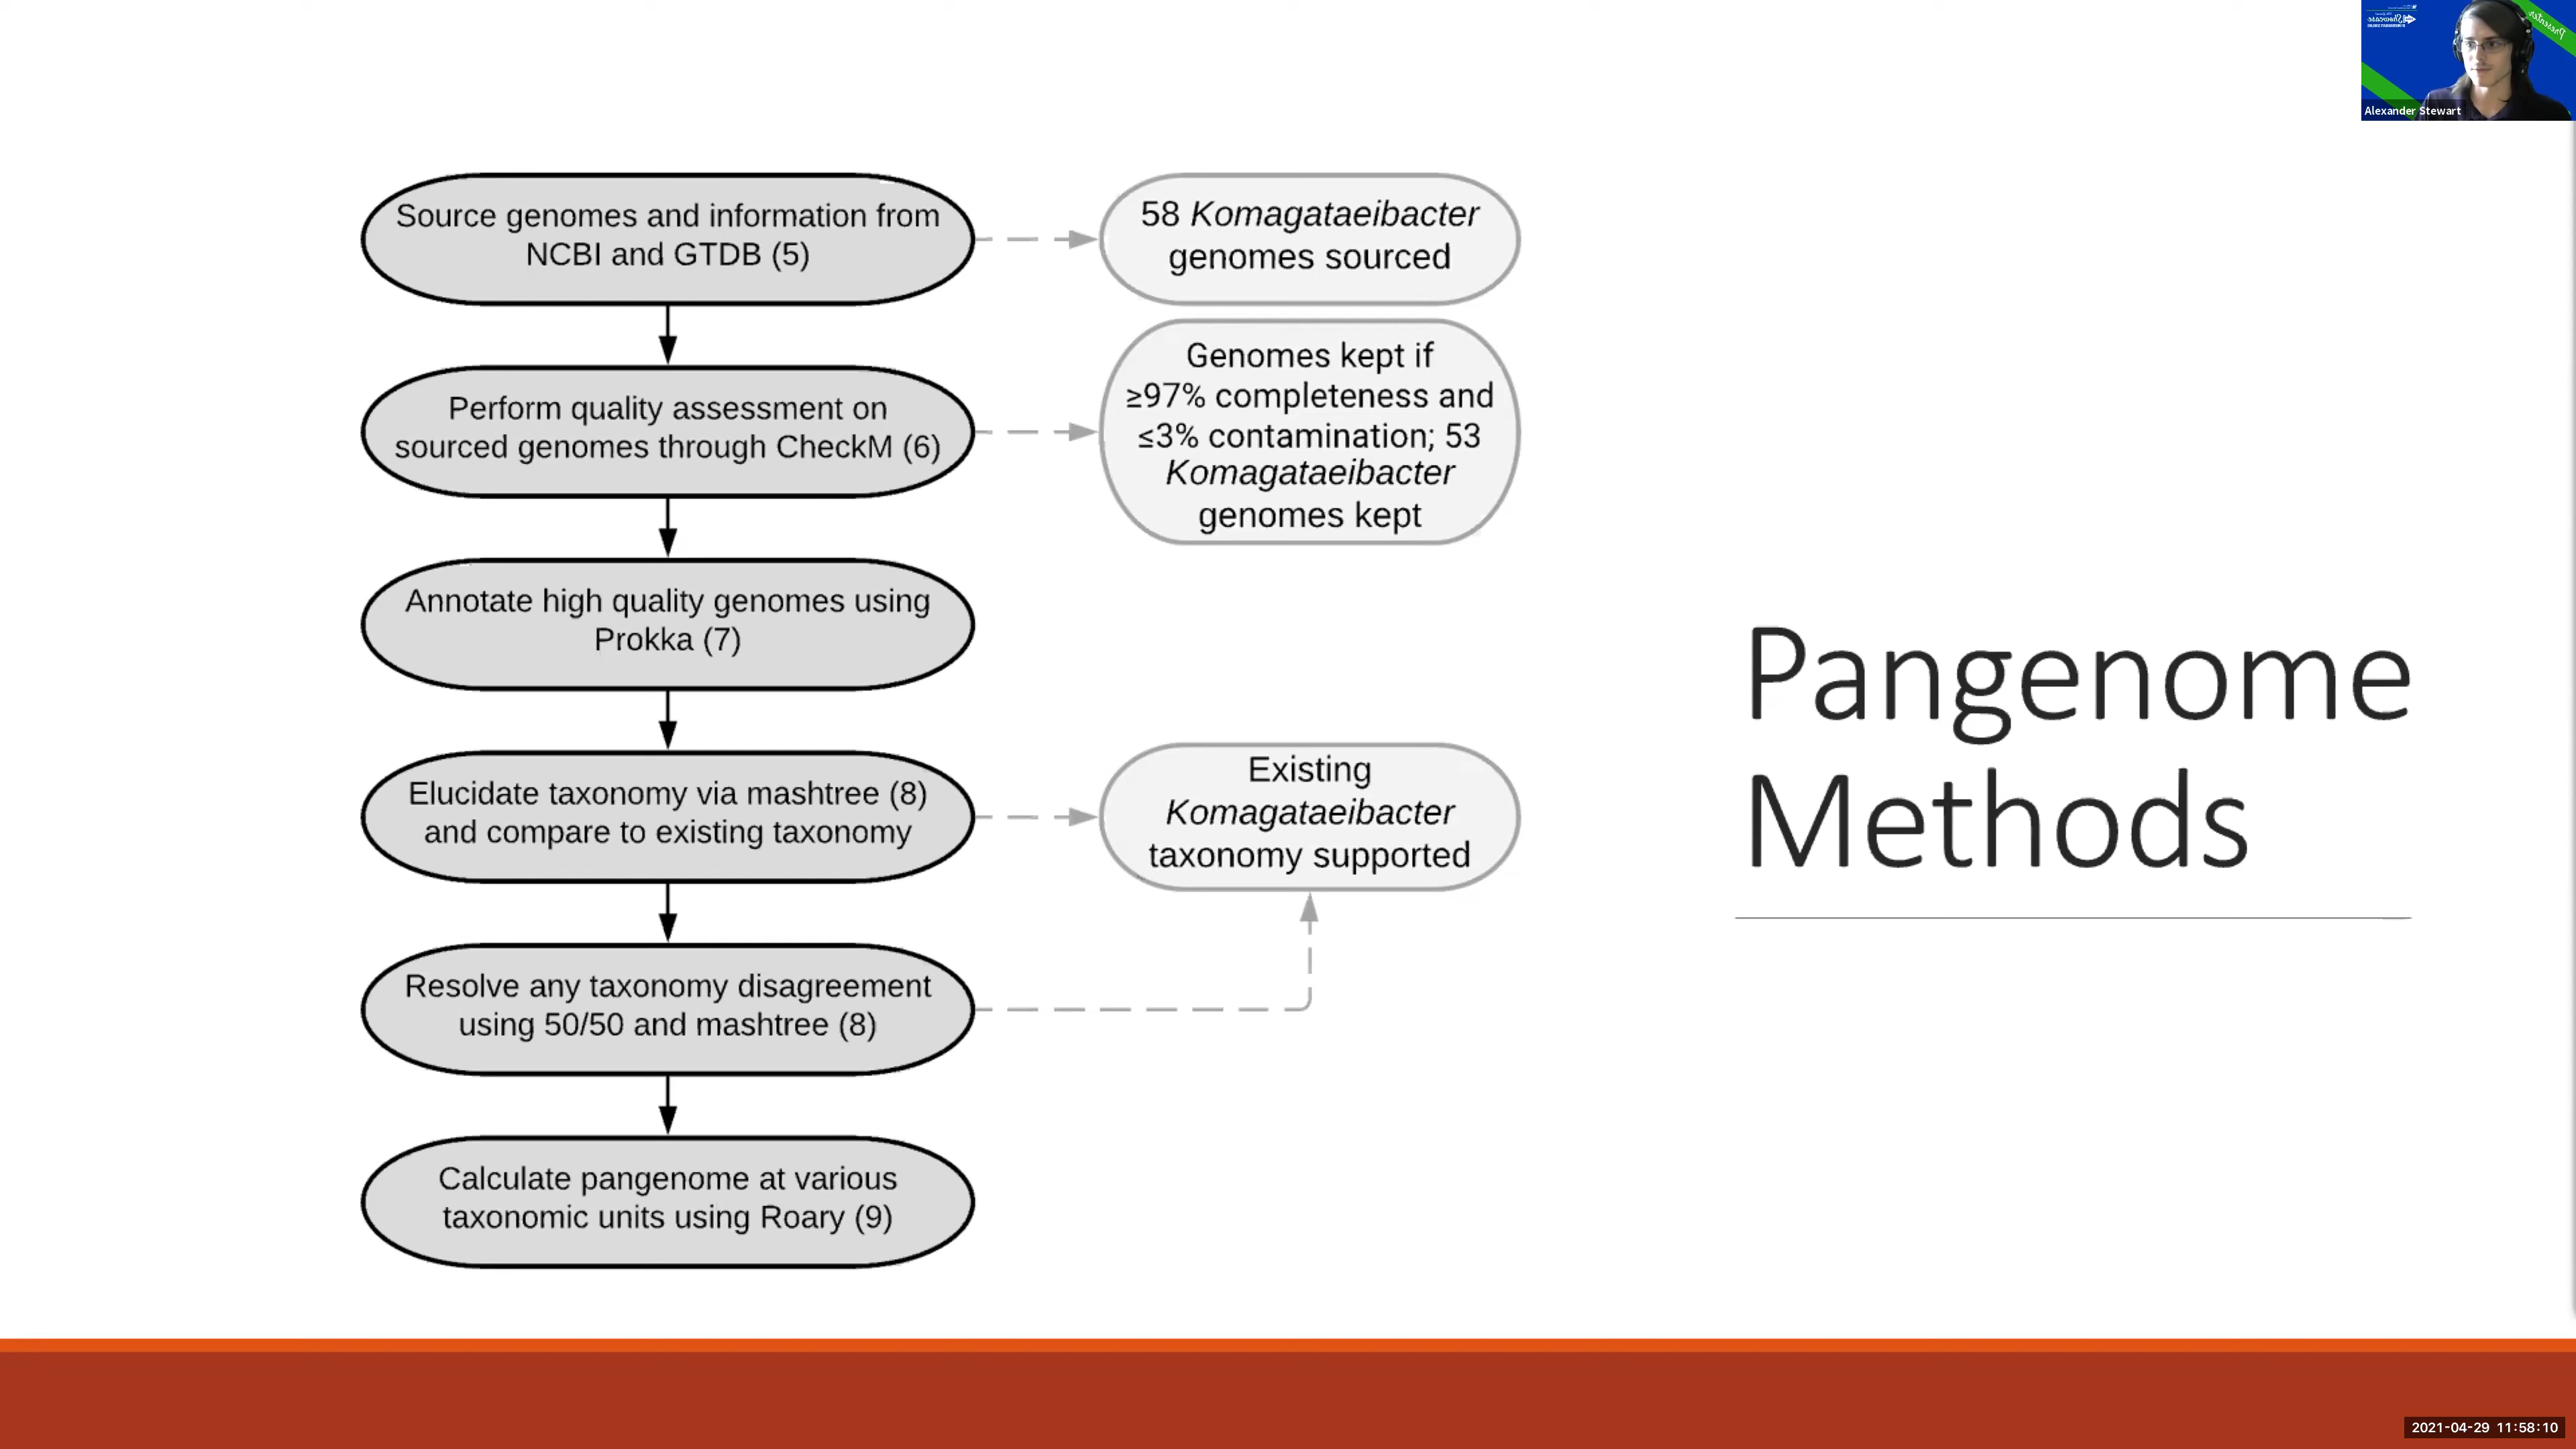 Alexander Stewart
Source genomes and information from
NCBI and GTDB (5)
58 Komagataeibacter
genomes sourced
Perform quality assessment on
sourced genomes through CheckM (6)
Genomes kept if
≥97% completeness and
≤3% contamination; 53
Komagataeibacter
genomes kept
Annotate high quality genomes using
Prokka (7)
Elucidate taxonomy via mashtree (8)
and compare to existing taxonomy
Existing
Komagataeibacter
taxonomy supported
Resolve any taxonomy disagreement
using 50/50 and mashtree (8)
Calculate pangenome at various
taxonomic units using Roary (9)
Pangenome
Methods
2021-04-29 11:58:10